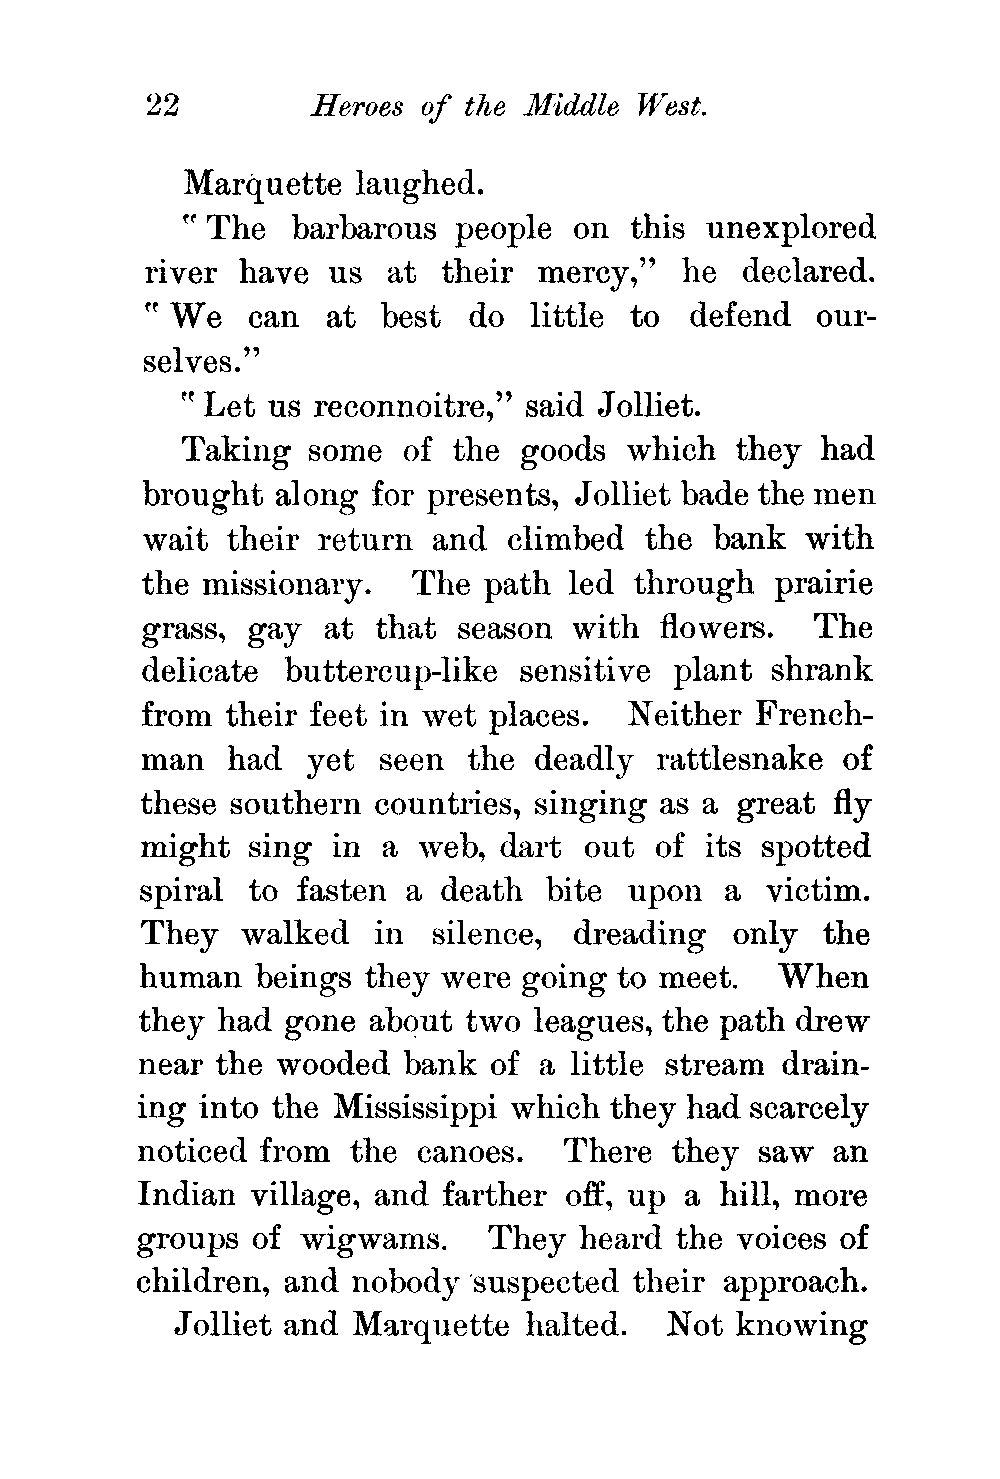 22 Heroes of the Middle West.
Marquette laughed.
"The barbarous people on this unexplored
river have us at their mercy," he declared.
"We can at best do little to defend our-
selves."
"Let us reconnoitre," said Jolliet.
Taking some of the goods which they had
brought along for presents, Jolliet bade the men
wait their return and climbed the bank with
the missionary. The path led through prairie
grass, gay at that season with flowers. The
delicate buttercup-like sensitive plant shrank
from their feet in wet places. Neither French-
man had yet seen the deadly rattlesnake of
these southern countries, singing as a great fly
might sing in a web, dart out of its spotted
spiral to fasten a death bite upon a victim.
They walked in silence, dreading only the
human beings they were going to meet. When
they had gone about two leagues, the path drew
near the wooded bank of a little stream drain-
ing into the Mississippi which they had scarcely
noticed from the canoes. There they saw an
Indian village, and farther off, up a hill, more
groups of wigwams. They heard the voices of
children, and nobody suspected their approach.
Jolliet and Marquette halted. Not knowing